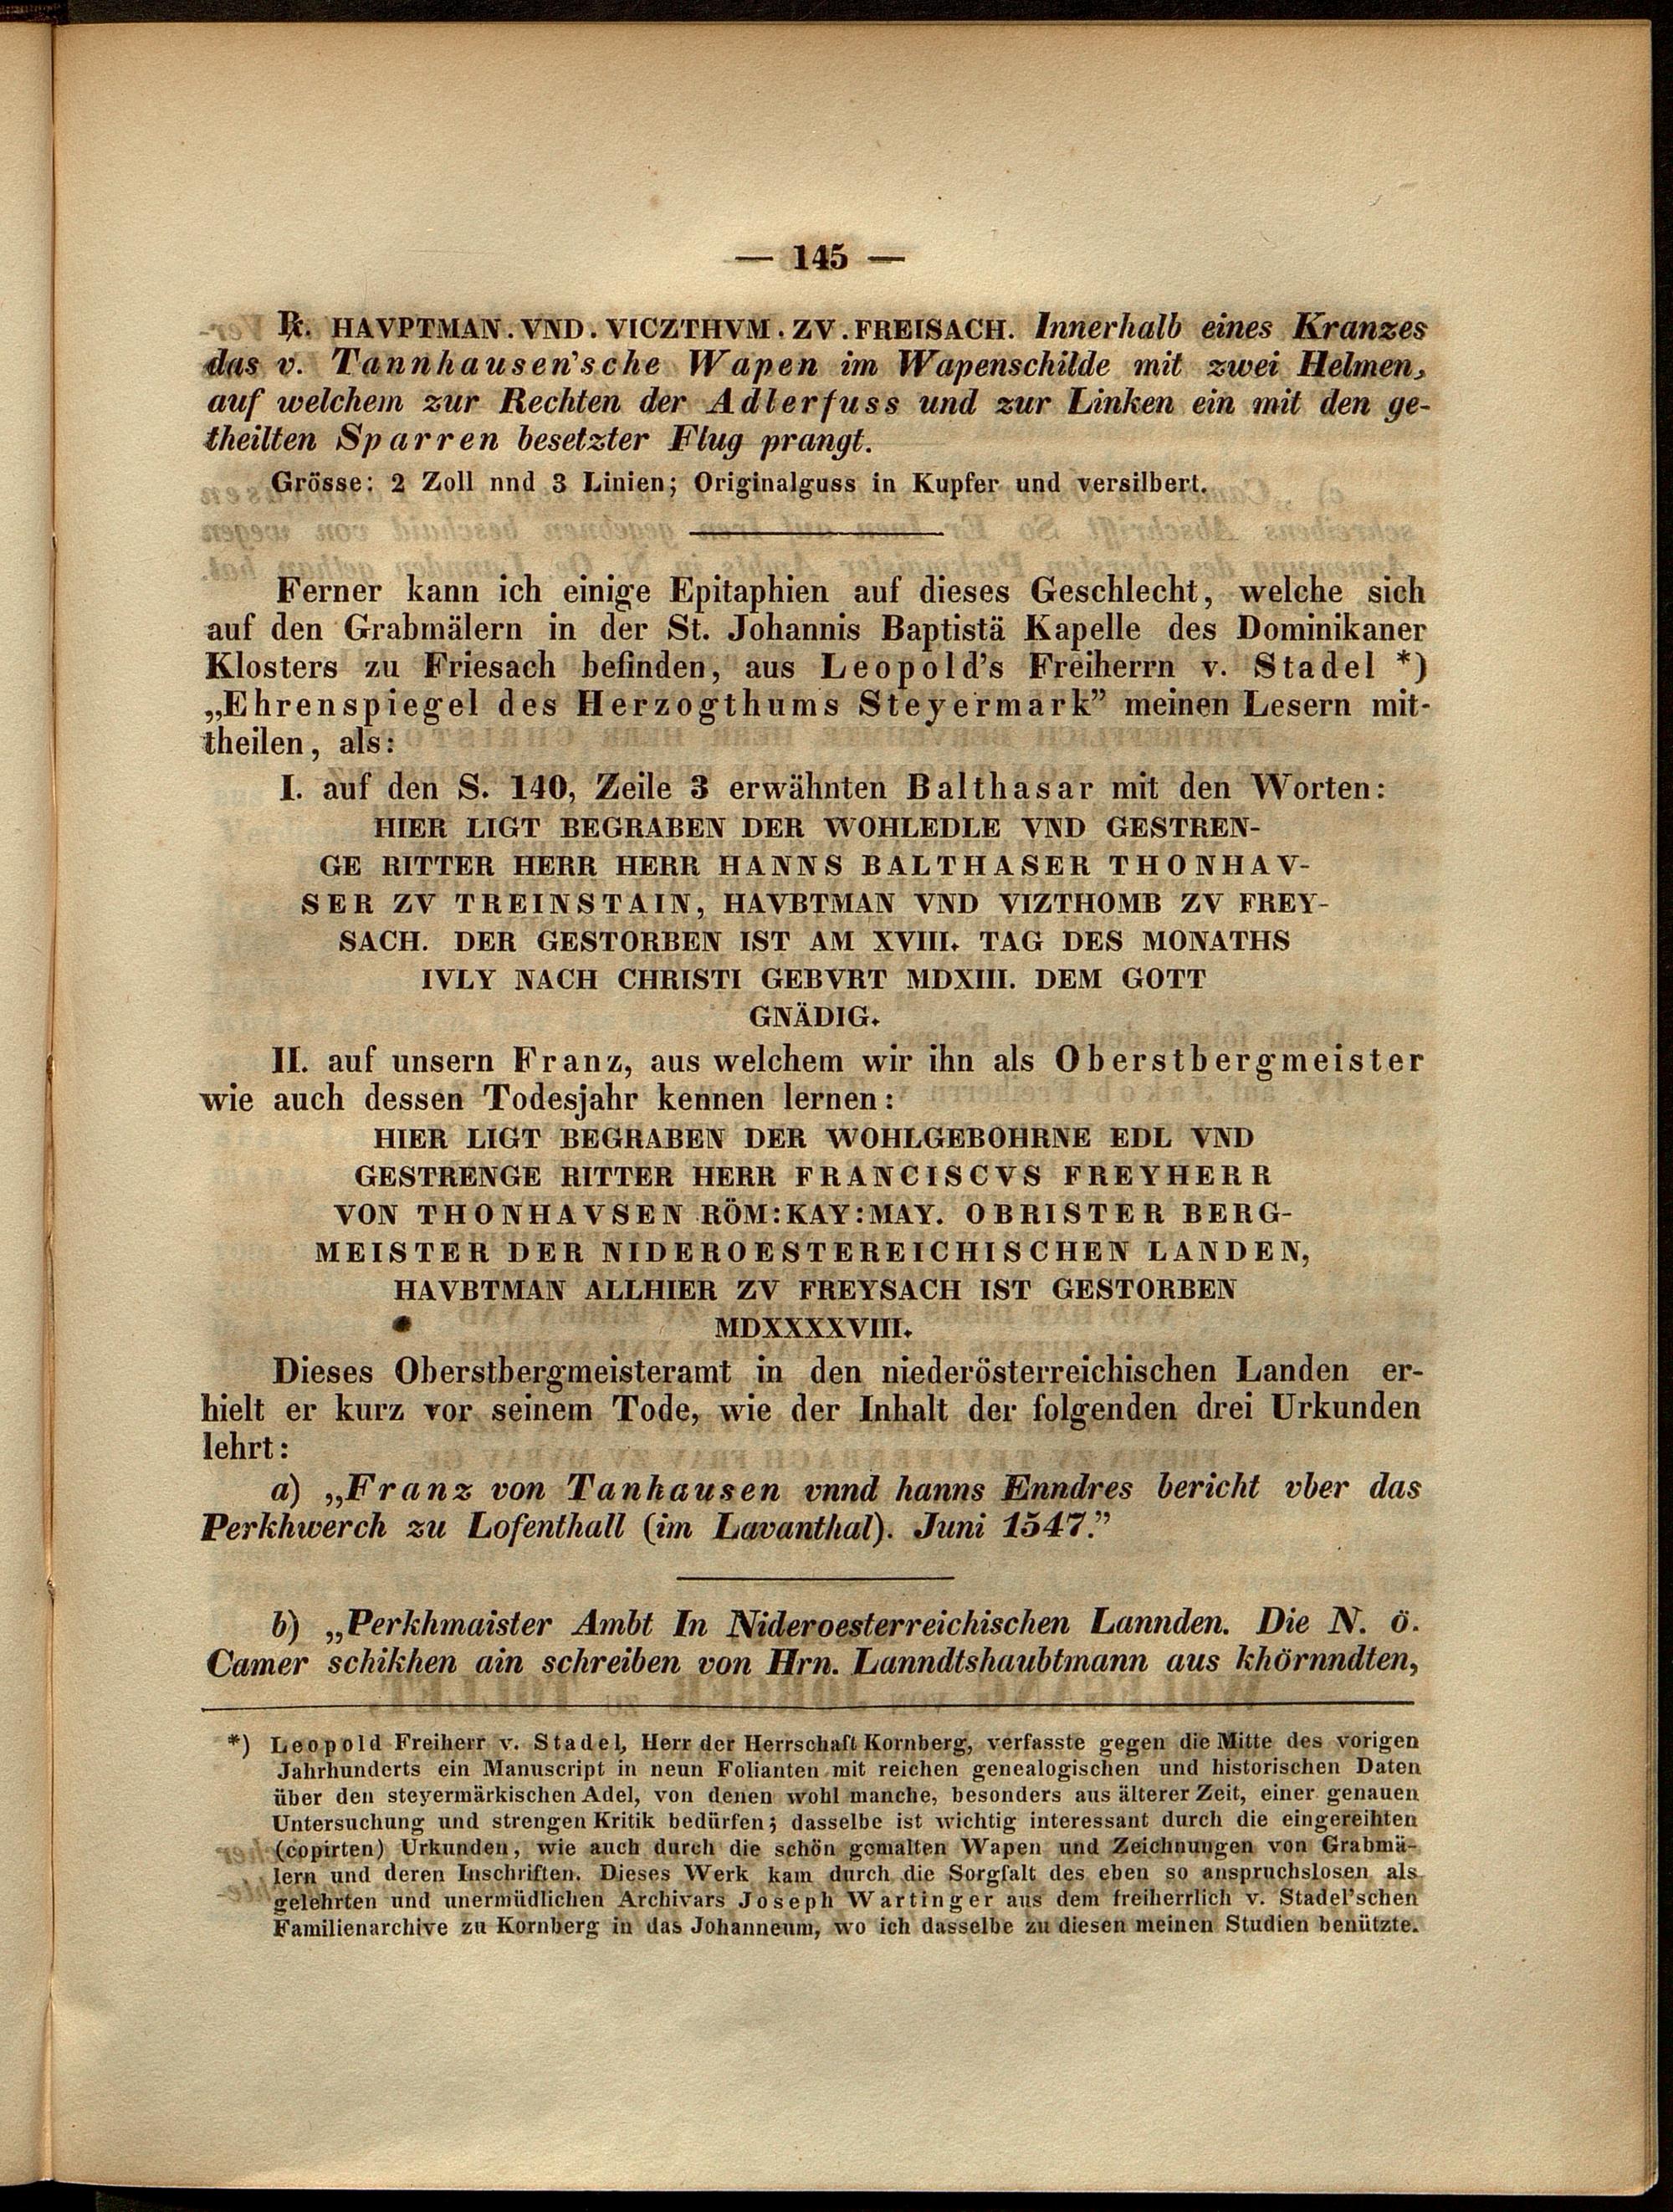 — 145 —
℞. HAVPTMAN.VND.VICZTHVM.ZV.FREISACH. Innerhalb eines Kranzes
das v. Tannhausen'sche Wapen im Wapenschilde mit zwei Helmen,
auf welchem zur Rechten der Adlerfuss und zur Linken ein mit den ge-
theilten Sparren besetzter Flug prangt.
Grösse: 2 Zoll nnd 3 Linien; Originalguss in Kupfer und versilbert.
Ferner kann ich einige Epitaphien auf dieses Geschlecht, welche sich
auf den Grabmälern in der St. Johannis Baptistä Kapelle des Dominikaner
Klosters zu Friesach befinden, aus Leopold's Freiherrn v. Stadel *)
„Ehrenspiegel des Herzogthums Steyermark” meinen Lesern mit-
theilen, als:
I. auf den S. 140, Zeile 3 erwähnten Balthasar mit den Worten:
HIER LIGT BEGRABEN DER WOHLEDLE VND GESTREN-
GE RITTER HERR HERR HANNS BALTHASER THONHAV-
SER ZV TREINSTAIN, HAVBTMAN VND VIZTHOMB ZV FREY-
SACH. DER GESTORBEN IST AM XVIII. TAG DES MONATHS
IVLY NACH CHRISTI GEBVRT MDXIII. DEM GOTT
GNÄDIG.
II. auf unsern Franz, aus welchem wir ihn als Oberstbergmeister
wie auch dessen Todesjahr kennen lernen:
HIER LIGT BEGRABEN DER WOHLGEBOHRNE EDL VND
GESTRENGE RITTER HERR FRANCISCVS FREYHERR
VON THONHAVSEN RÖM:KAY:MAY. OBRISTER BERG-
MEISTER DER NIDEROESTEREICHISCHEN LANDEN,
HAVBTMAN ALLHIER ZV FREYSACH IST GESTORBEN
MDXXXXVIII.
Dieses Oberstbergmeisteramt in den niederösterreichischen Landen er-
hielt er kurz vor seinem Tode, wie der Inhalt der folgenden drei Urkunden
lehrt:
a) „Franz von Tanhausen vnnd hanns Enndres bericht vber das
Perkhwerch zu Lofenthall (im Lavanthal). Juni 1547.”
b) „Perkhmaister Ambt In Nideroesterreichischen Lannden. Die N. ö.
Camer schikhen ain schreiben von Hrn. Lanndtshaubtmann aus khörnndten,
*) Leopold Freiherr v. Stadel, Herr der Herrschaft Kornberg, verfasste gegen die Mitte des vorigen
Jahrhunderts ein Manuscript in neun Folianten mit reichen genealogischen und historischen Daten
über den steyermärkischen Adel, von denen wohl manche, besonders aus älterer Zeit, einer genauen
Untersuchung und strengen Kritik bedürfen; dasselbe ist wichtig interessant durch die eingereihten
(copirten) Urkunden, wie auch durch die schön gemalten Wapen und Zeichnungen von Grabmä-
lern und deren Inschriften. Dieses Werk kam durch die Sorgfalt des eben so anspruchslosen als
gelehrten und unermüdlichen Archivars Joseph Wartinger aus dem freiherrlich v. Stadel'schen
Familienarchive zu Kornberg in das Johanneum, wo ich dasselbe zu diesen meinen Studien benützte.